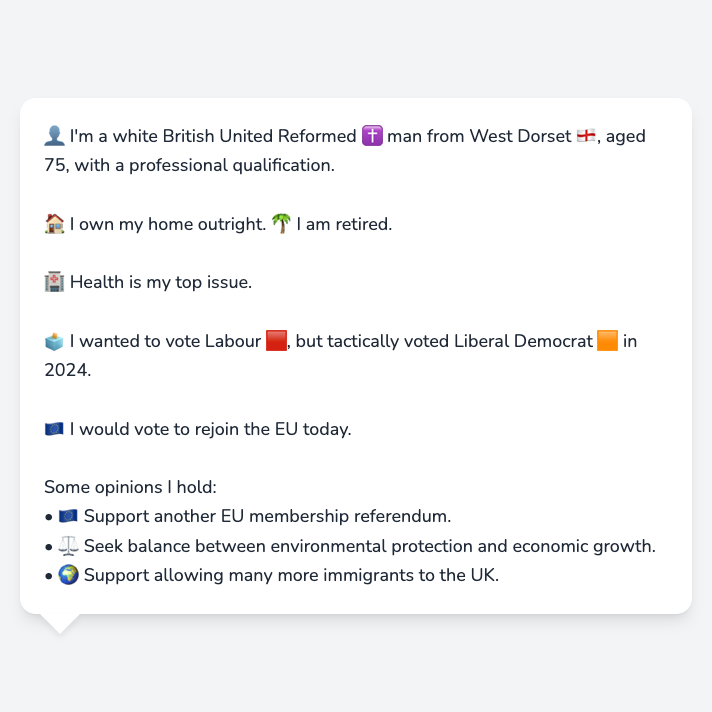 👤 I'm a white British United Reformed ✝️ man from West Dorset 🏴󠁧󠁢󠁥󠁮󠁧󠁿, aged
75, with a professional qualification.
🏠 I own my home outright. 🌴 I am retired.
🏥 Health is my top issue.
🗳️ I wanted to vote Labour 🟥, but tactically voted Liberal Democrat 🟧 in
2024.
🇪🇺 I would vote to rejoin the EU today.
Some opinions I hold:
• 🇪🇺 Support another EU membership referendum.
• ⚖️ Seek balance between environmental protection and economic growth.
• 🌍 Support allowing many more immigrants to the UK.